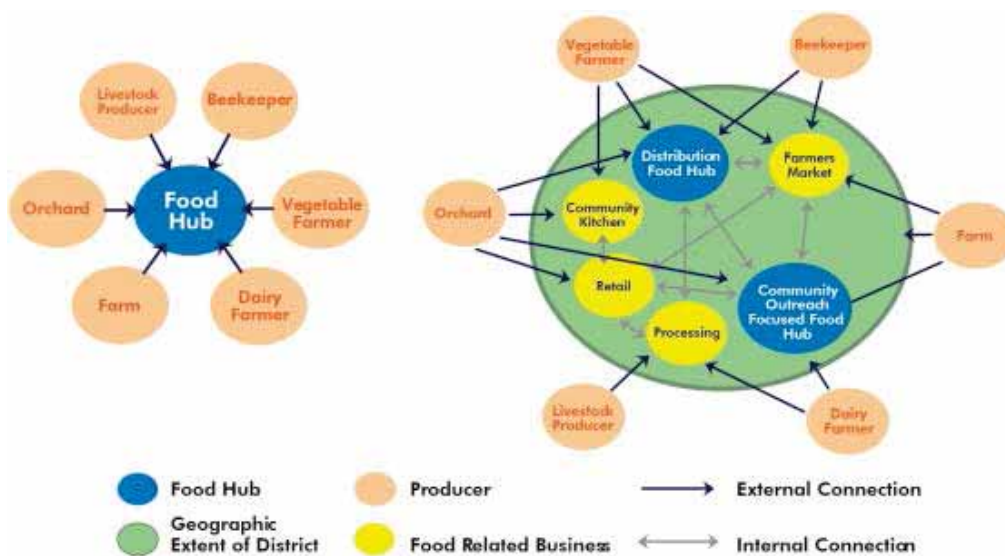 Livestock
Producer
Beekeeper
Orchard
Food
Hub
Vegetable
Farmer
Farm
Dairy
Farmer
Vegetable
Farmer
Beekeeper
Distribution
Food Hub
Farmers
Market
Orchard
Community
Kitchen
Farm
Retail
Community
Outreach
Focused Food
Hub
Processing
Livestock
Producer
Dairy
Farmer
Food Hub
Producer
External Connection
Geographic
Extent of District
Food Related Business
Internal Connection